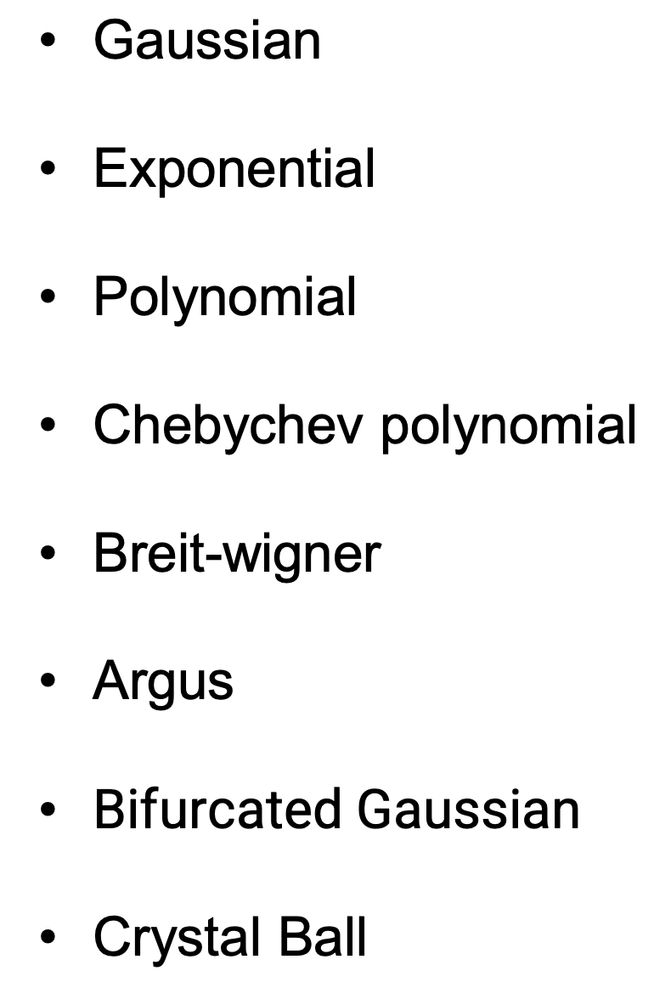 • Gaussian
• Exponential
• Polynomial
• Chebychev polynomial
• Breit-wigner
• Argus
• Bifurcated Gaussian
• Crystal Ball